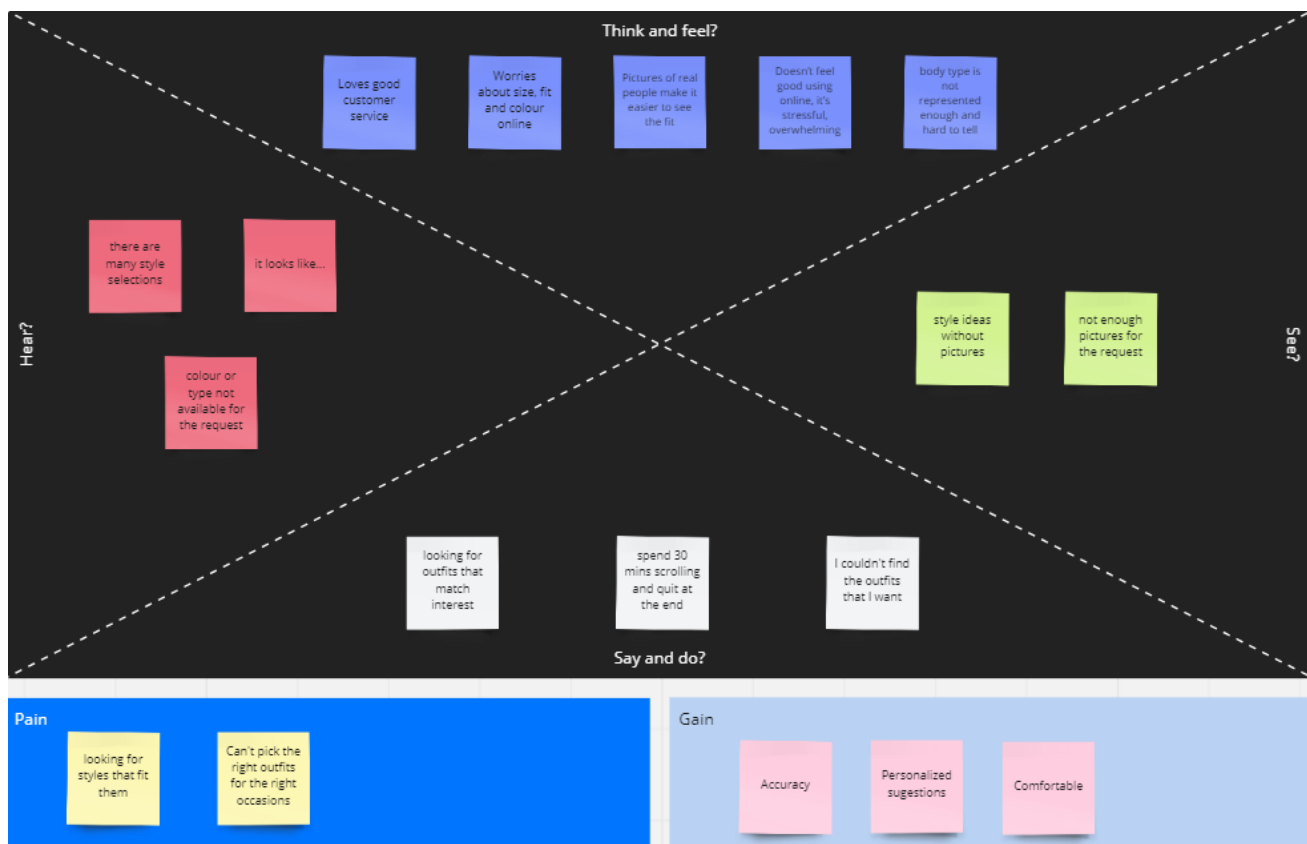 Think and feel?
Loves good
customer
service
Worries
about size, fit
and colour
online
Pictures of real
people make it
easier to see
the fit
Doesn't feel
good using
online, it's
stressful,
overwhelming
body type is
not
represented
enough and
hard to tell
Hear?
there are
many style
selections
it looks like...
colour or
type not
available for
the request
See?
style ideas
without
pictures
not enough
pictures for
the request
looking for
outfits that
match
interest
spend 30
mins scrolling
and quit at
the end
I couldn't find
the outfits
that I want
Say and do?
Pain
looking for
styles that fit
them
Can't pick the
right outfits
for the right
occasions
Gain
Accuracy
Personalized
sugestions
Comfortable